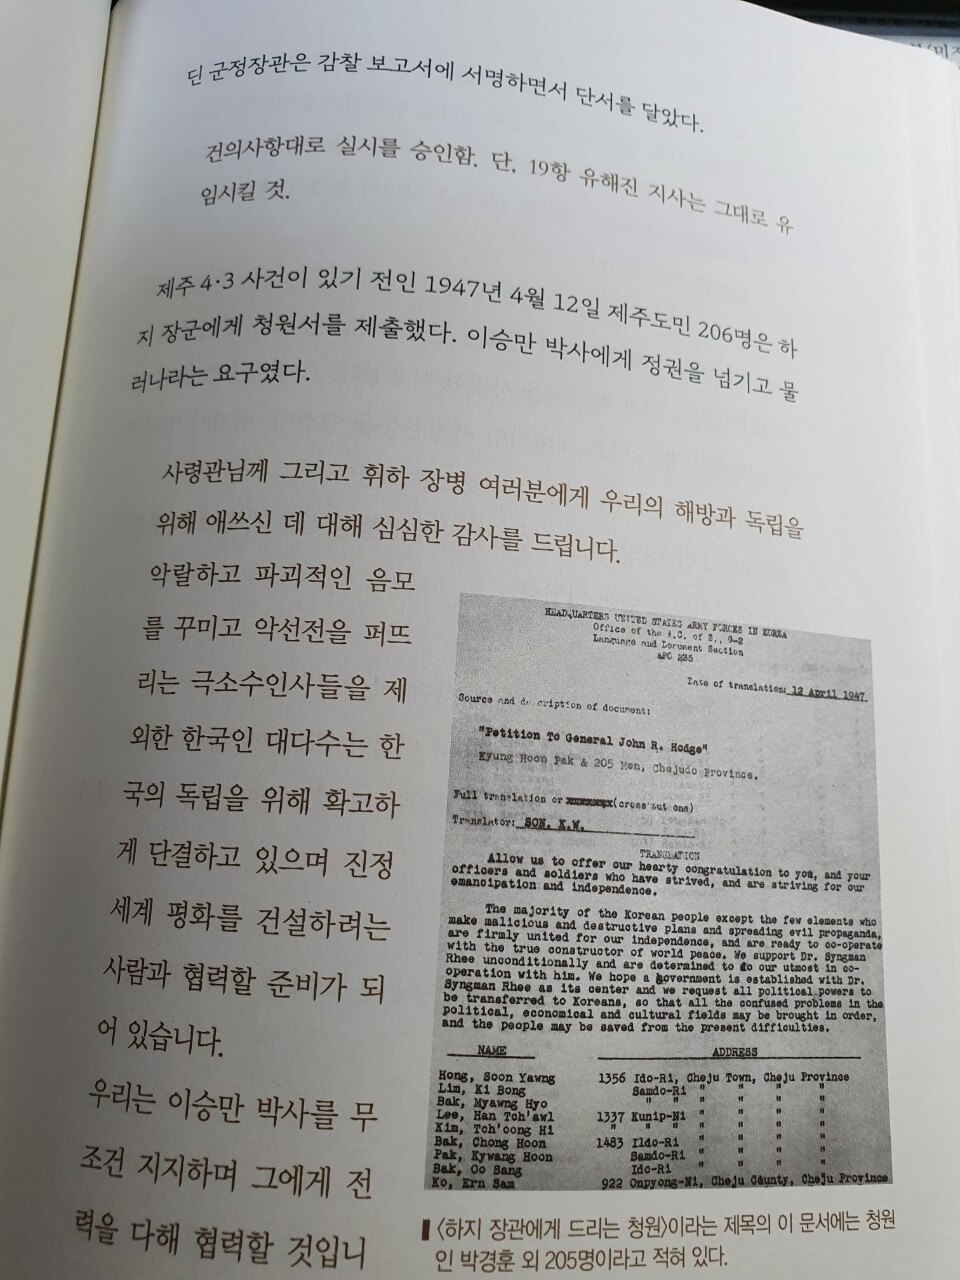 딘 군정장관은 감찰 보고서에 서명하면서 단서를 달았다.
건의사항대로 실시를 승인함. 단, 19항 유해진 지사는 그대로 유
임시킬 것.
제주 4·3 사건이 있기 전인 1947년 4월 12일 제주도민 206명은 하
지 장군에게 청원서를 제출했다. 이승만 박사에게 정권을 넘기고 물
러나라는 요구였다.
사령관님께 그리고 휘하 장병 여러분에게 우리의 해방과 독립을
위해 애쓰신 데 대해 심심한 감사를 드립니다.
악랄하고 파괴적인 음모
를 꾸미고 악선전을 퍼뜨
리는 극소수인사들을 제
외한 한국인 대다수는 한
국의 독립을 위해 확고하
게 단결하고 있으며 진정
세계 평화를 건설하려는
사람과 협력할 준비가 되
어 있습니다.
우리는 이승만 박사를 무
조건 지지하며 그에게 전
력을 다해 협력할 것입니
HEADQUARTERS UNITED STATES ARMY FORCES IN KOREA
Office of the A.C. of S., G-2
Language and Document Section
APO 235
Date of translation: 12 April 1947
Source and description of document:
"Petition To General John R. Hodge"
Kyung Hoon Pak & 205 Men, Chejudo Province.
Full translation or (cross out one)
Translator: SON, K.W.
TRANSLATION
Allow us to offer our hearty congratulation to you, and your
officers and soldiers who have strived, and are striving for our
emancipation and independence.
The majority of the Korean people except the few elements who
make malicious and destructive plans and spreading evil propaganda,
are firmly united for our independence, and are ready to co-operate
with the true constructor of world peace. We support Dr. Syngman
Rhee unconditionally and are determined to do our utmost in co-
operation with him. We hope a government is established with Dr.
Syngman Rhee as its center and we request all political powers to
be transferred to Koreans, so that all the confused problems in the
political, economical and cultural fields may be brought in order,
and the people may be saved from the present difficulties.
NAME ADDRESS
Hong, Soon Yawng 1356 Ido-Ri, Cheju Town, Cheju Province
Lim, Ki Bong Samdo-Ri " " " "
Bak, Myawng Hyo " " " " "
Lee, Han Tch'awl 1337 Kunip-Ni " " " "
Kim, Tch'oong Hi " " " " " "
Bak, Chong Hoon 1483 Ildo-Ri " " " "
Pak, Kywang Hoon Samdo-Ri " " " "
Bak, Oo Sang Ido-Ri " " " "
Ko, Ern Sam 922 Onpyong-Ni, Cheju County, Cheju Province
〈하지 장관에게 드리는 청원〉이라는 제목의 이 문서에는 청원
인 박경훈 외 205명이라고 적혀 있다.